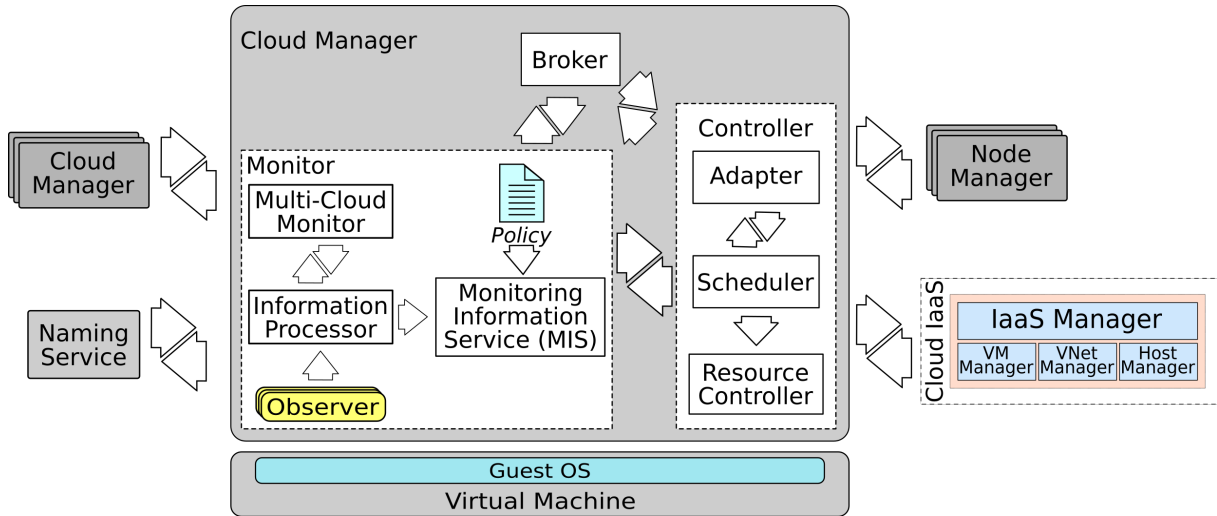 Cloud Manager
Broker
Cloud
Manager
Naming
Service
Monitor
Multi-Cloud
Monitor
Information
Processor
Observer
Policy
Monitoring
Information
Service (MIS)
Controller
Adapter
Scheduler
Resource
Controller
Node
Manager
Cloud IaaS
IaaS Manager
VM
Manager
VNet
Manager
Host
Manager
Guest OS
Virtual Machine